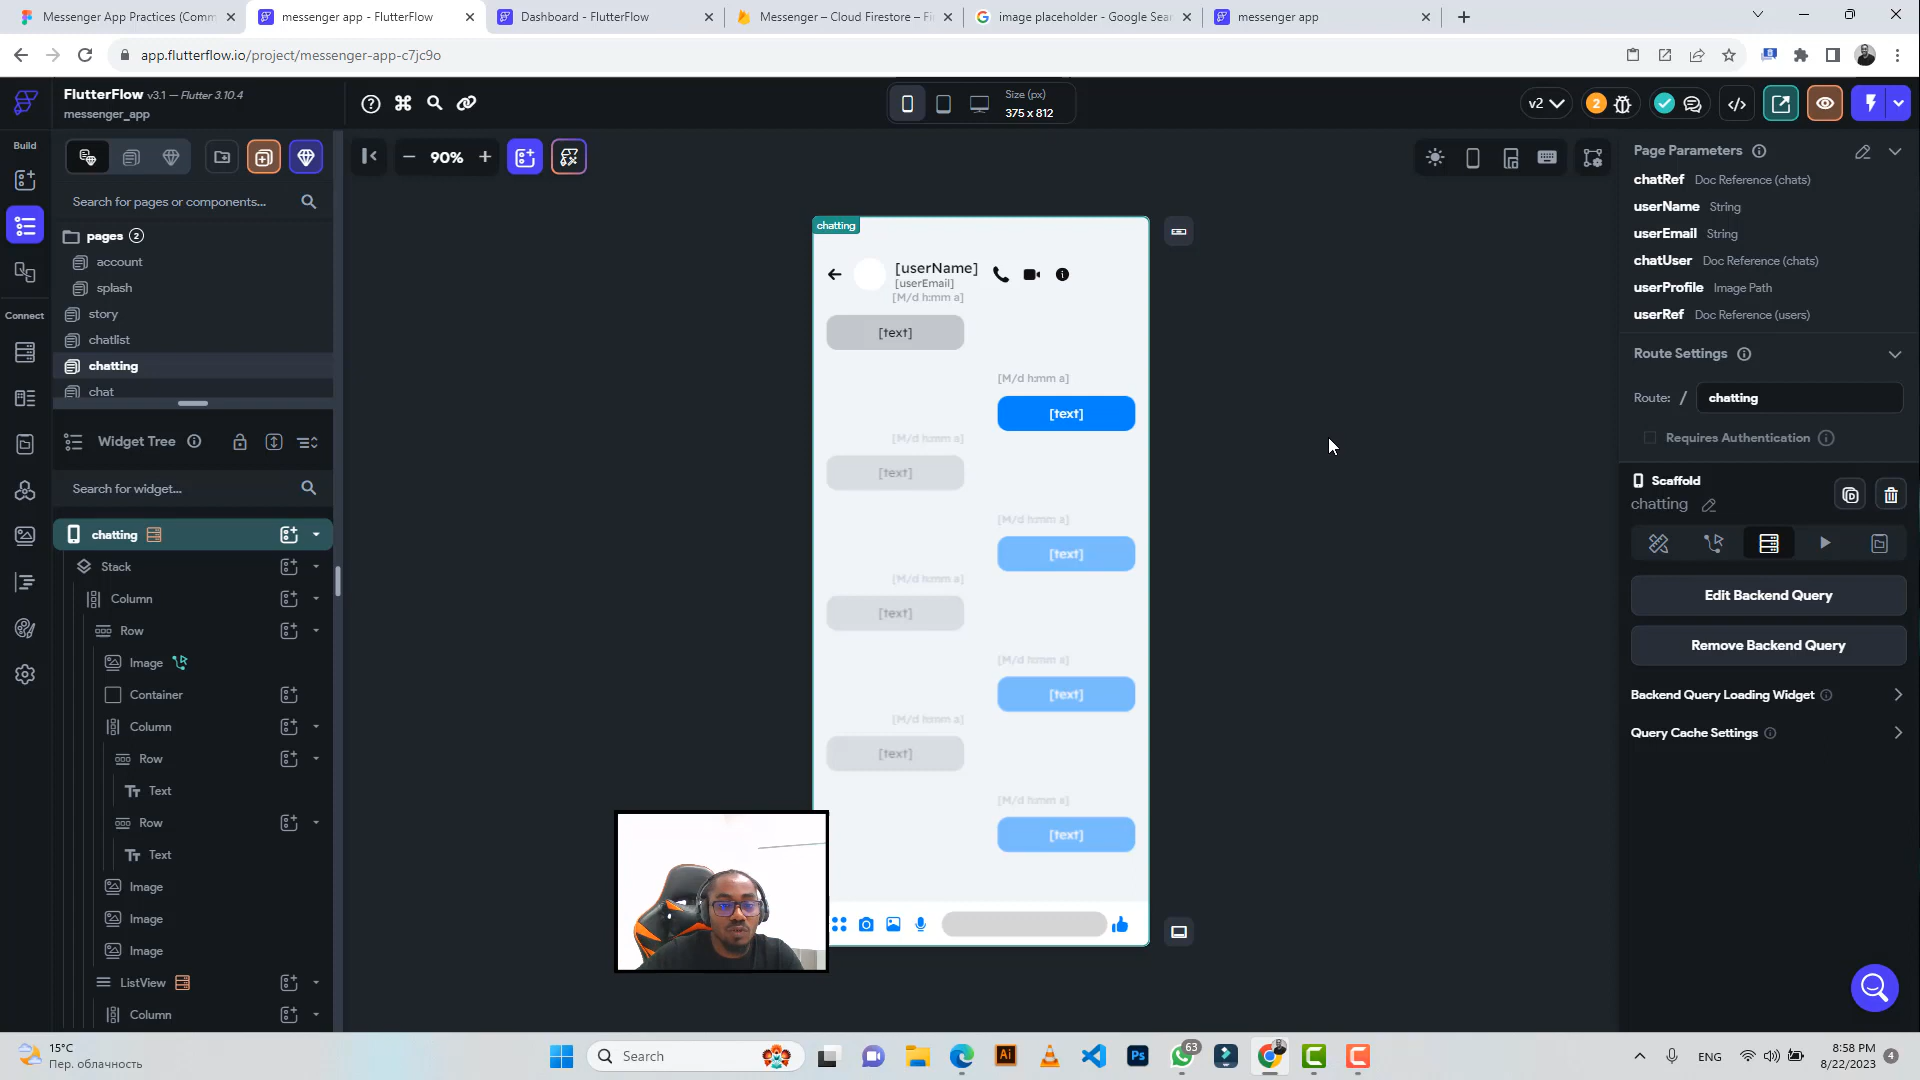 Messenger App Practices (Comm
messenger app - FlutterFlow
Dashboard - FlutterFlow
Messenger – Cloud Firestore – Fi
image placeholder - Google Sear
messenger app
app.flutterflow.io/project/messenger-app-c7jc9o
FlutterFlow v3.1 — Flutter 3.10.4
messenger_app
Size (px)
375 x 812
v2
2
Build
90%
Search for pages or components...
pages 2
account
splash
Connect
story
chatlist
chatting
chat
Widget Tree
Search for widget...
chatting
Stack
Column
Row
Image
Container
Column
Row
Text
Row
Text
Image
Image
Image
ListView
Column
chatting
[userName]
[userEmail]
[M/d h:mm a]
[text]
[M/d h:mm a]
[text]
[M/d h:mm a]
[text]
[M/d h:mm a]
[text]
[M/d h:mm a]
[text]
[M/d h:mm a]
[text]
[M/d h:mm a]
[text]
[M/d h:mm a]
[text]
Page Parameters
chatRef Doc Reference (chats)
userName String
userEmail String
chatUser Doc Reference (chats)
userProfile Image Path
userRef Doc Reference (users)
Route Settings
Route: / chatting
Requires Authentication
Scaffold
chatting
Edit Backend Query
Remove Backend Query
Backend Query Loading Widget
Query Cache Settings
15°C
Пер. облачность
Search
Ai
Ps
63
ENG
8:58 PM
8/22/2023
4